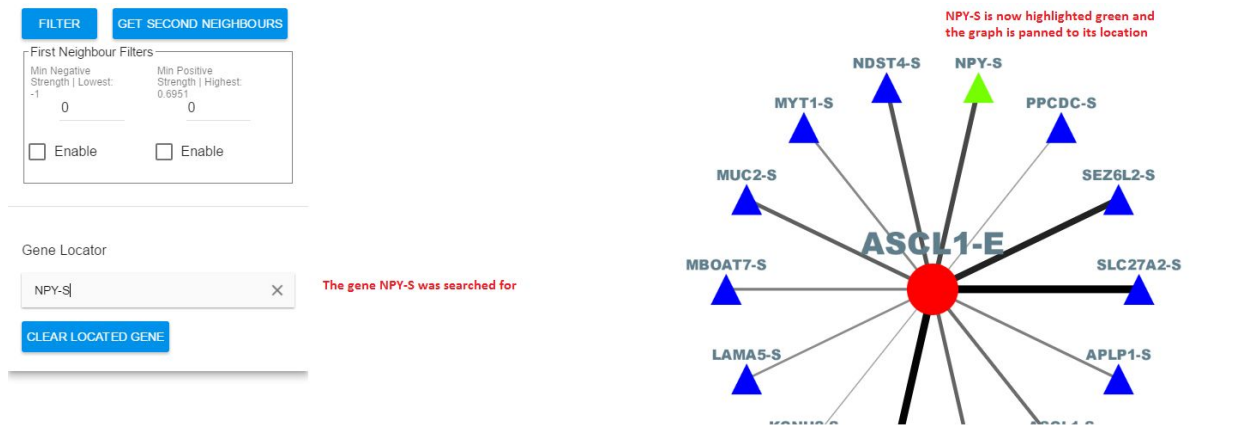 FILTER
GET SECOND NEIGHBOURS
First Neighbour Filters
Min Negative
Strength | Lowest:
-1
0
Min Positive
Strength | Highest:
0.6951
0
Enable
Enable
Gene Locator
NPY-S
The gene NPY-S was searched for
CLEAR LOCATED GENE
NPY-S is now highlighted green and
the graph is panned to its location
NDST4-S
NPY-S
MYT1-S
PPCDC-S
MUC2-S
SEZ6L2-S
ASCL1-E
MBOAT7-S
SLC27A2-S
LAMA5-S
APLP1-S